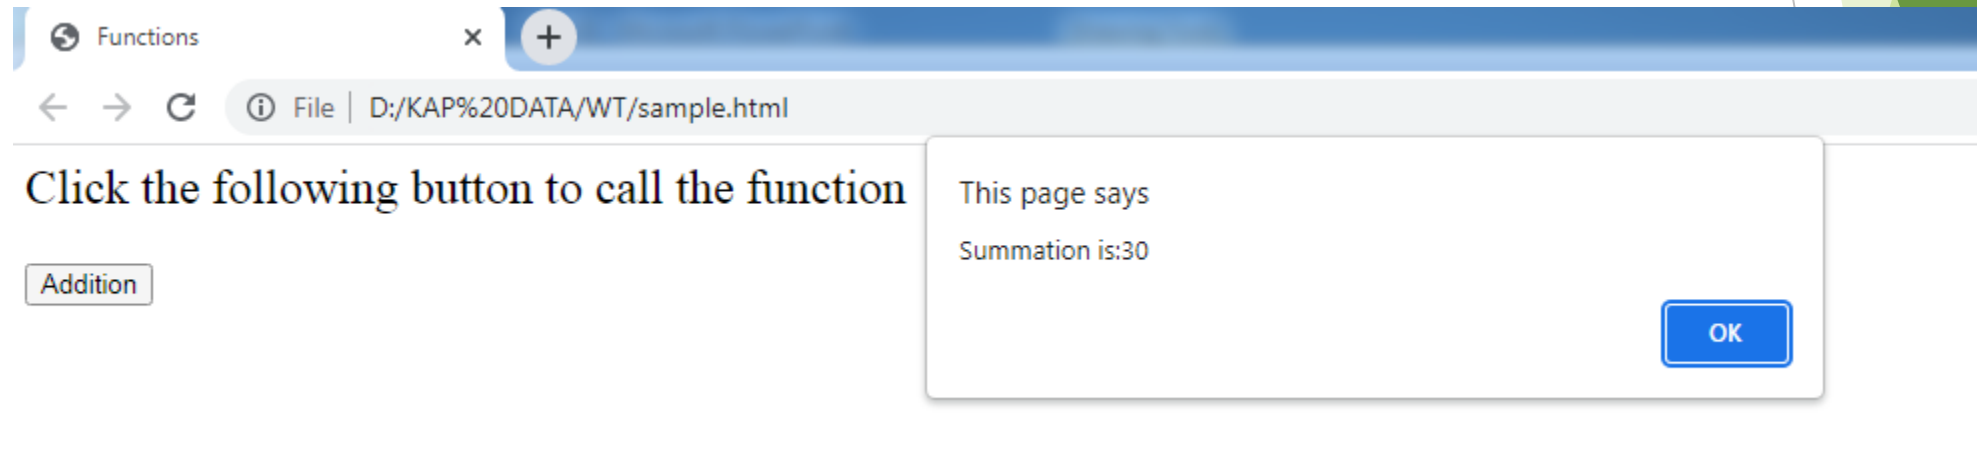 Functions
File D:/KAP%20DATA/WT/sample.html
Click the following button to call the function
Addition
This page says
Summation is:30
OK